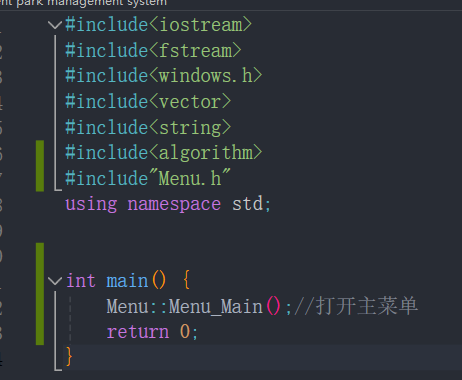 ent park management system
#include<iostream>
#include<fstream>
#include<windows.h>
#include<vector>
#include<string>
#include<algorithm>
#include"Menu.h"
using namespace std;
int main() {
Menu::Menu_Main();//打开主菜单
return 0;
}